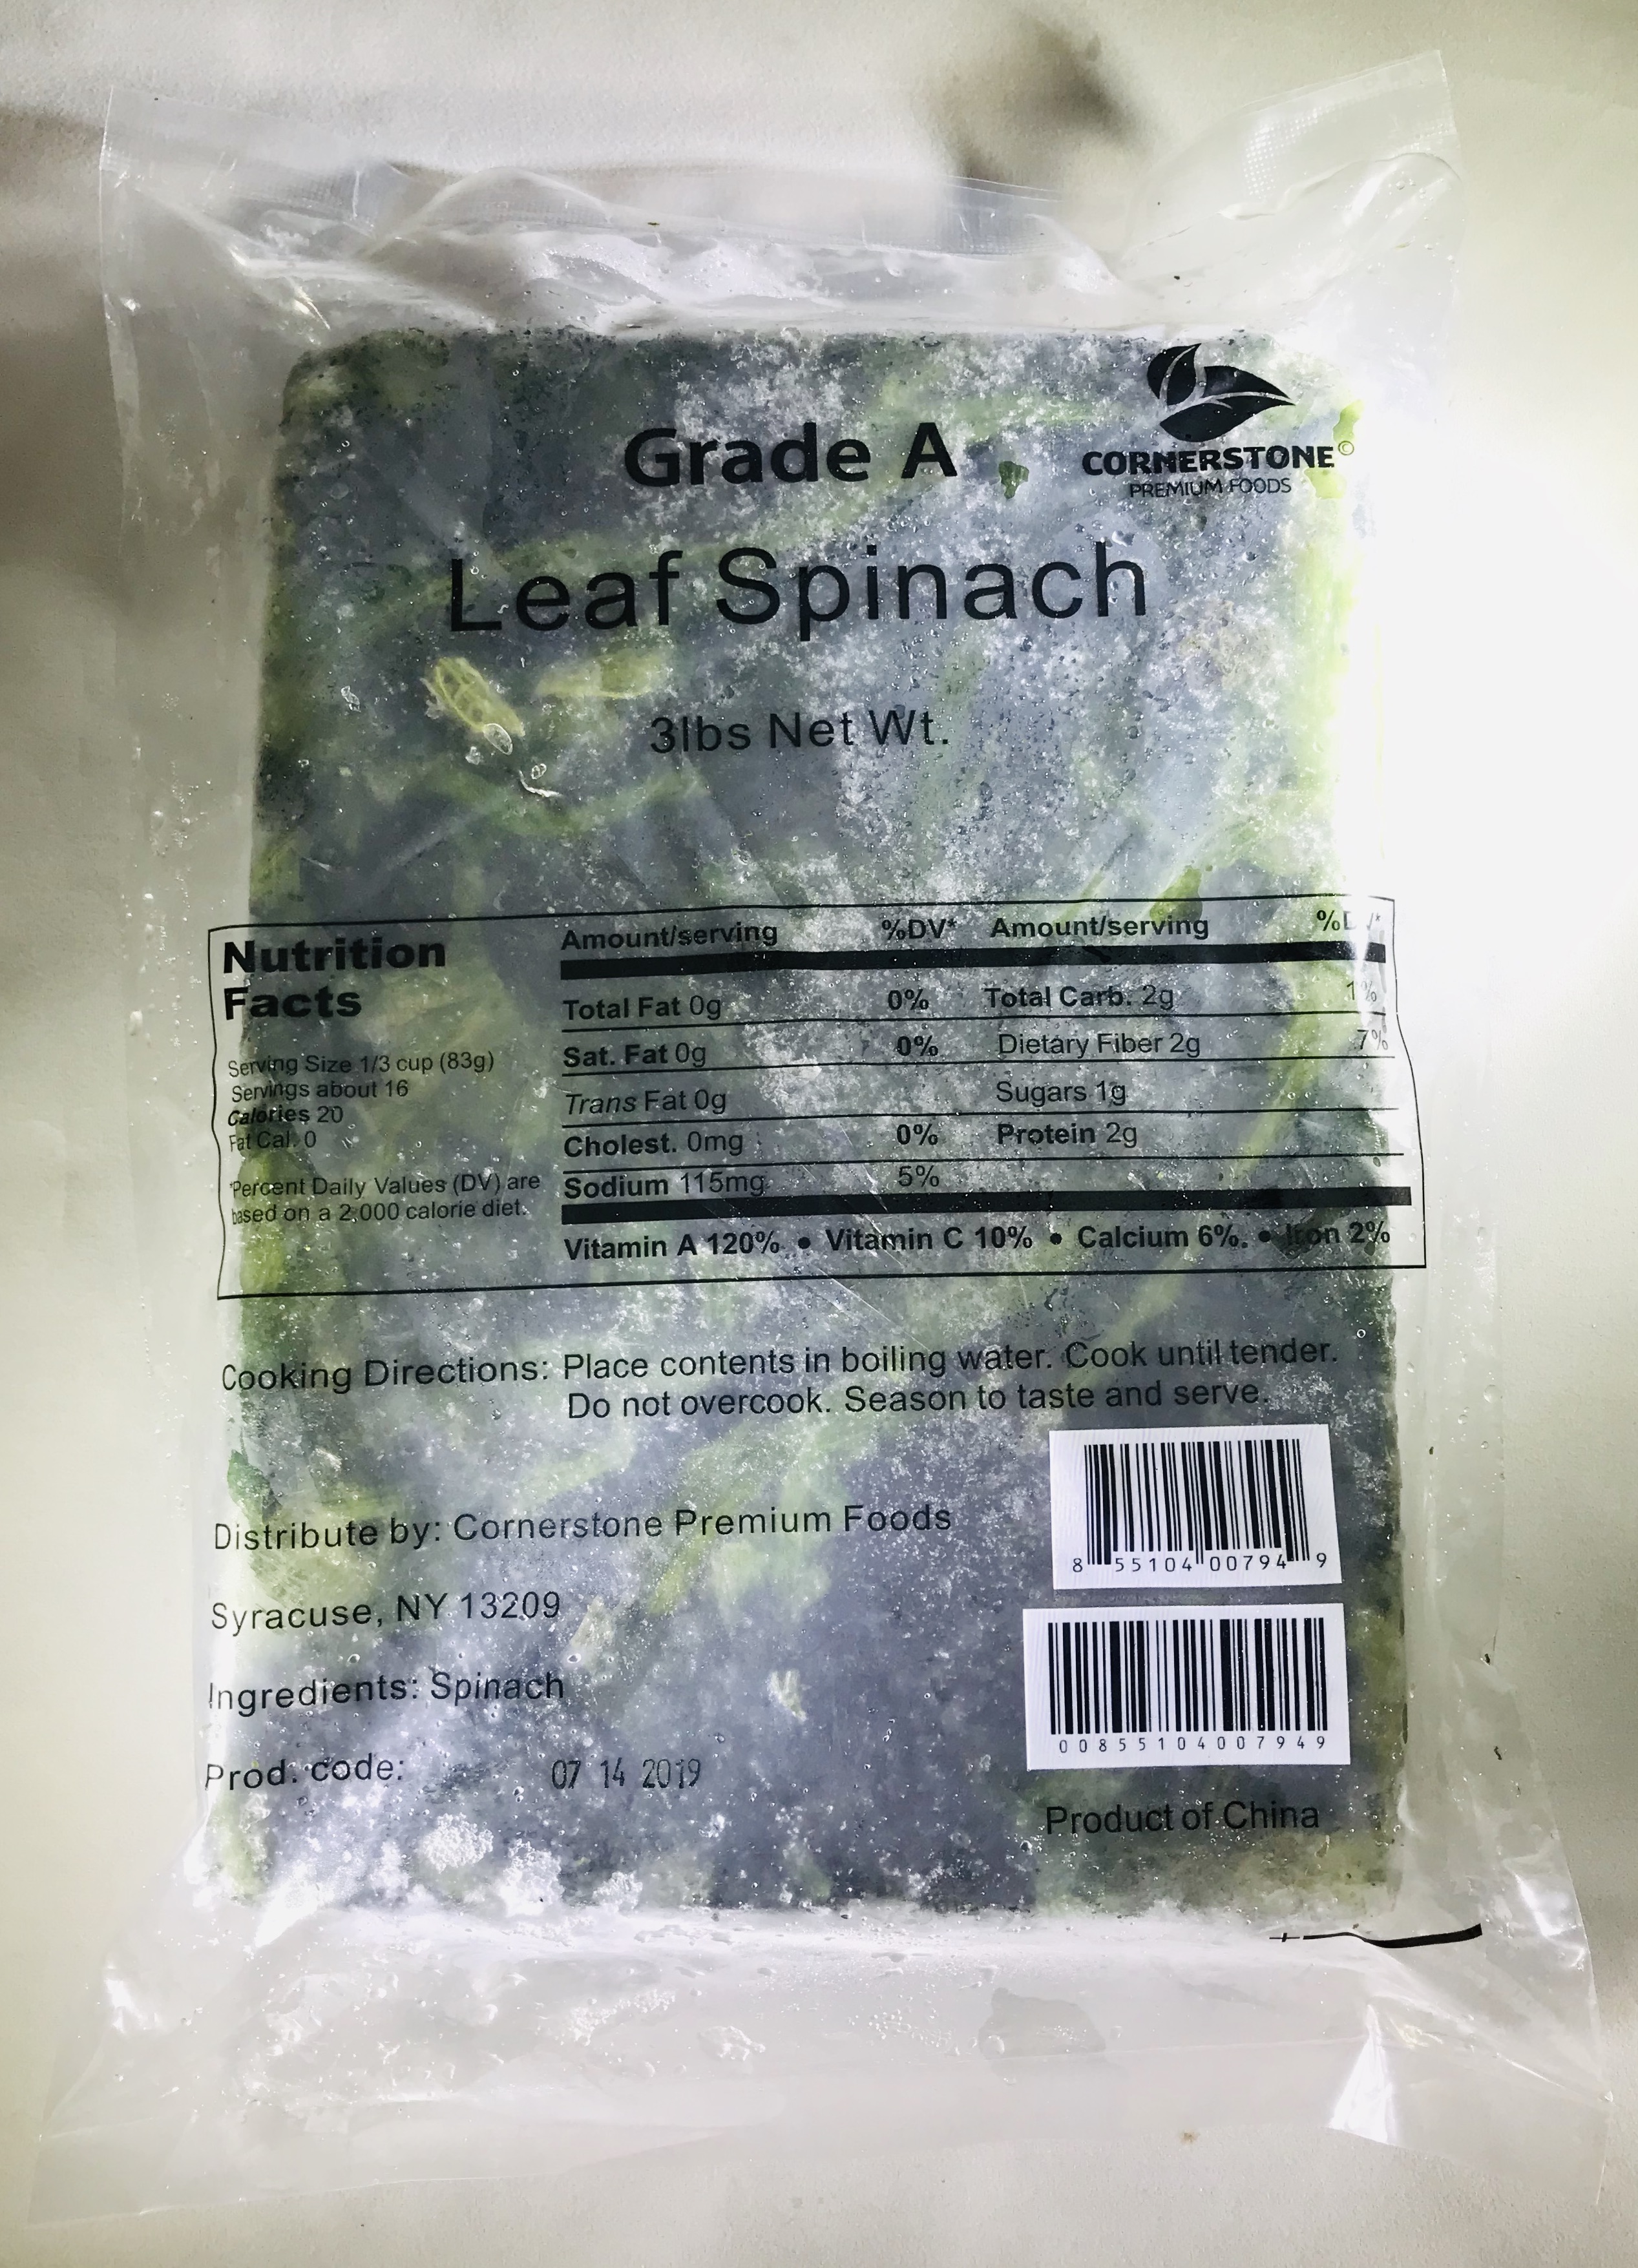 CORNERSTONE©
PREMIUM FOODS
Grade A
Leaf Spinach
3lbs Net Wt.
Nutrition
Facts
Serving Size 1/3 cup (83g)
Servings about 16
Calories 20
Fat Cal. 0
*Percent Daily Values (DV) are
based on a 2,000 calorie diet.
Amount/serving %DV* Amount/serving
Total Fat 0g 0% Total Carb. 2g 1%
Sat. Fat 0g 0% Dietary Fiber 2g 7%
Trans Fat 0g Sugars 1g
Cholest. 0mg 0% Protein 2g
Sodium 115mg 5%
Vitamin A 120% • Vitamin C 10% • Calcium 6%. • Iron 2%
Cooking Directions: Place contents in boiling water. Cook until tender.
Do not overcook. Season to taste and serve.
Distribute by: Cornerstone Premium Foods
Syracuse, NY 13209
Ingredients: Spinach
Prod. code: 07 14 2019
8 55104 00794 9
00855104007949
Product of China